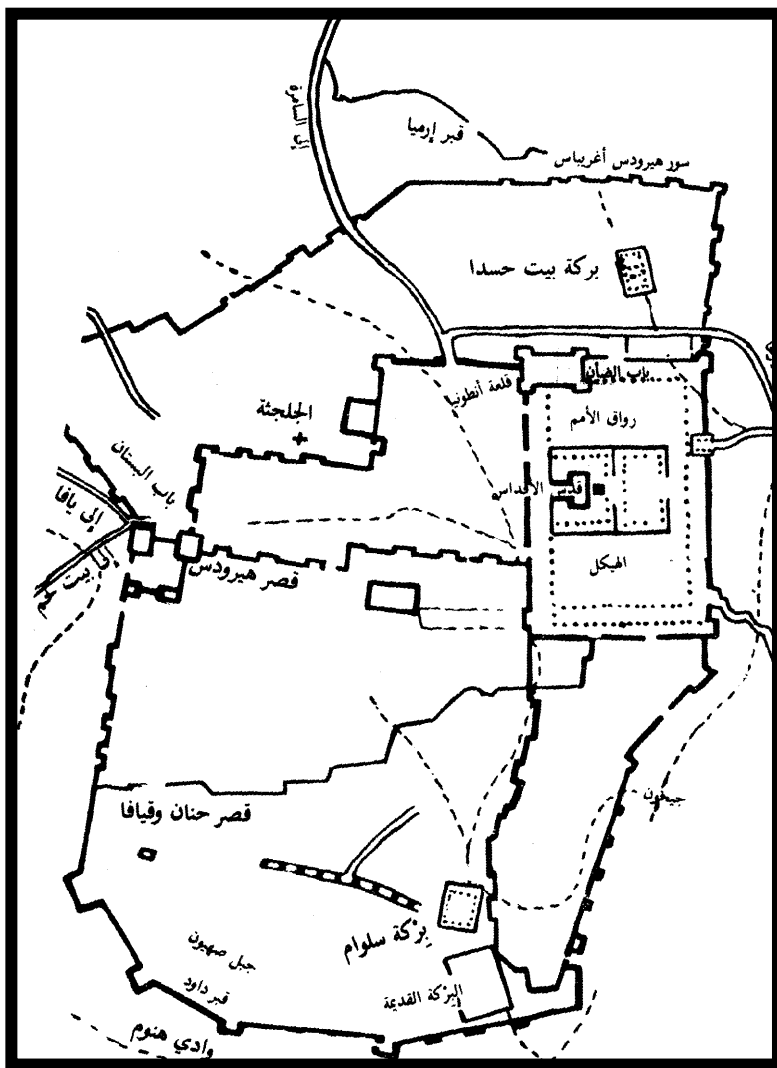 إلى السامرة
قبر إرميا
سور هيرودس أغريباس
بركة بيت حسدا
باب الضأن
قلعة أنطونيا
الجلجثة
رواق الأمم
باب البستان
قدس الأقداس
إلى يافا
إلى بيت لحم
الهيكل
قصر هيرودس
جيحون
قصر حنان وقيافا
بركة سلوام
جبل صهيون
قبر داود
البركة القديمة
وادي هنوم